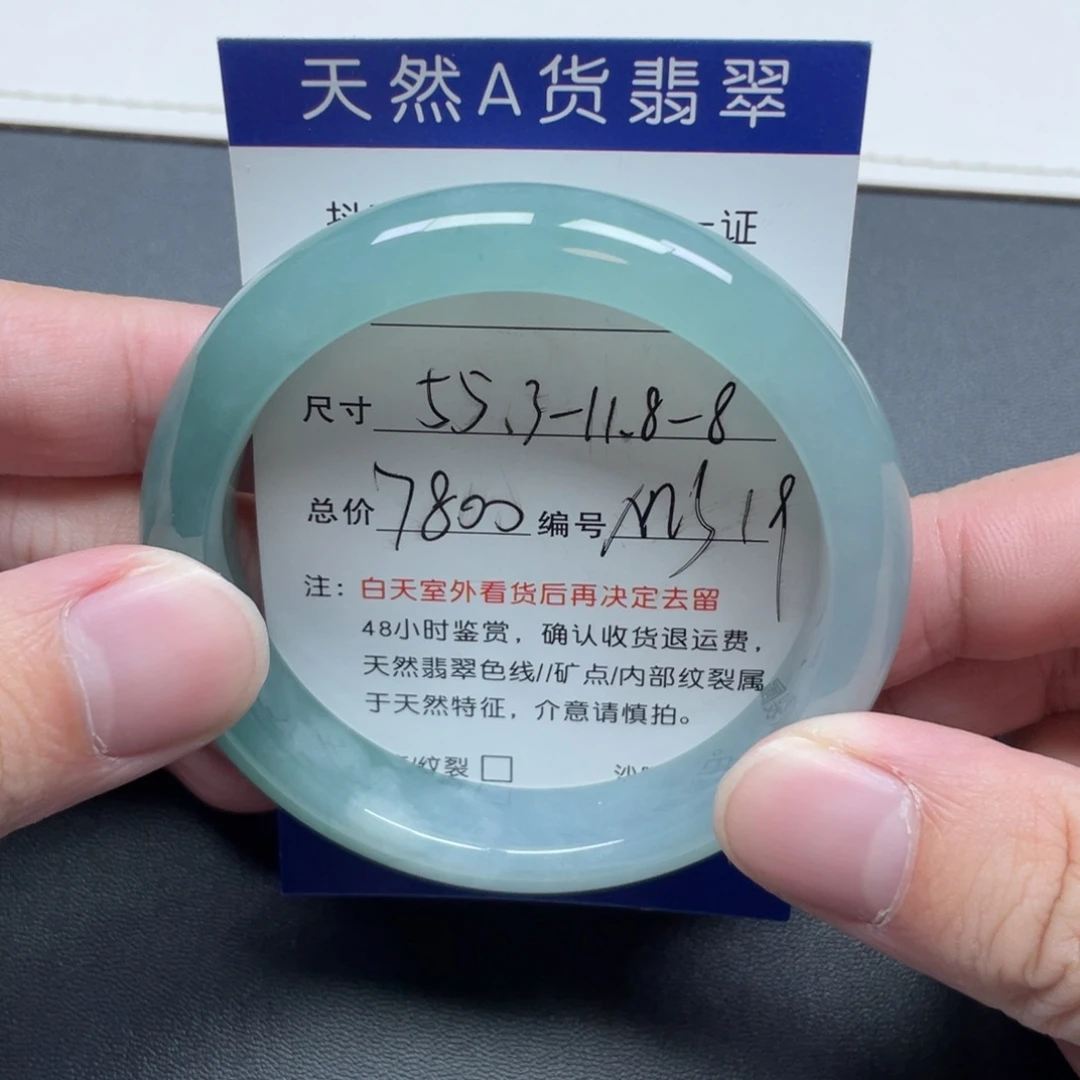 天然A货翡翠
证
尺寸 55.3-11.8-8
总价 7800 编号
注：白天室外看货后再决定去留
48小时鉴赏，确认收货退运费，
天然翡翠色线//矿点/内部纹裂属
于天然特征，介意请慎拍。
纹裂 □